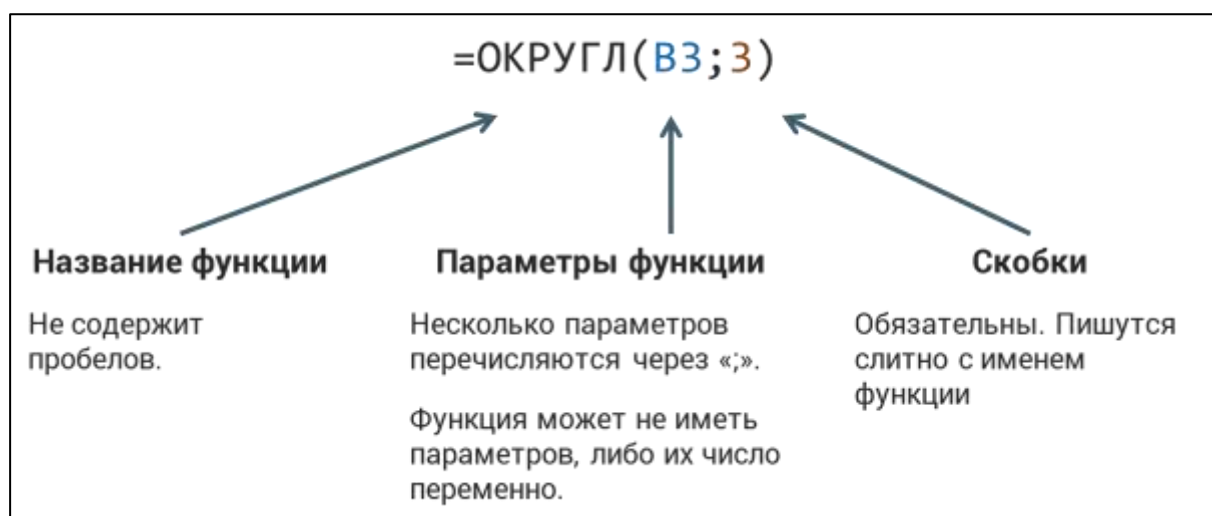 =ОКРУГЛ(B3;3)
Название функции
Не содержит
пробелов.
Параметры функции
Несколько параметров
перечисляются через «;».
Функция может не иметь
параметров, либо их число
переменно.
Скобки
Обязательны. Пишутся
слитно с именем
функции